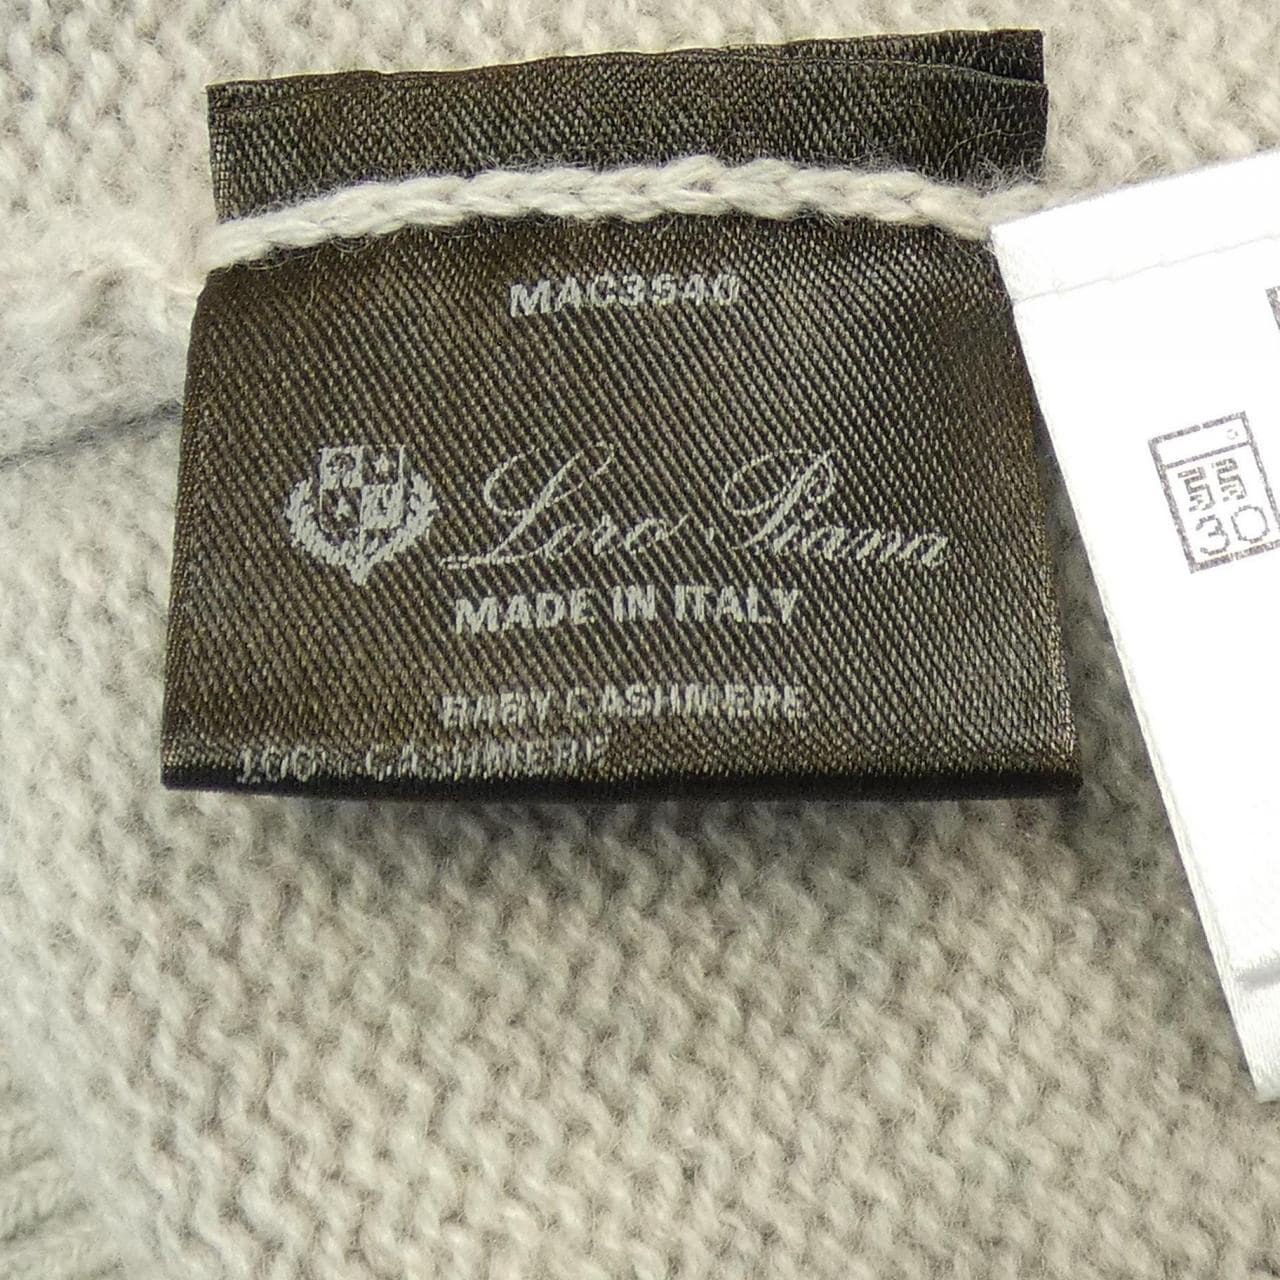 MAC3540
Loro Piana
MADE IN ITALY
BABY CASHMERE
100% CASHMERE
30